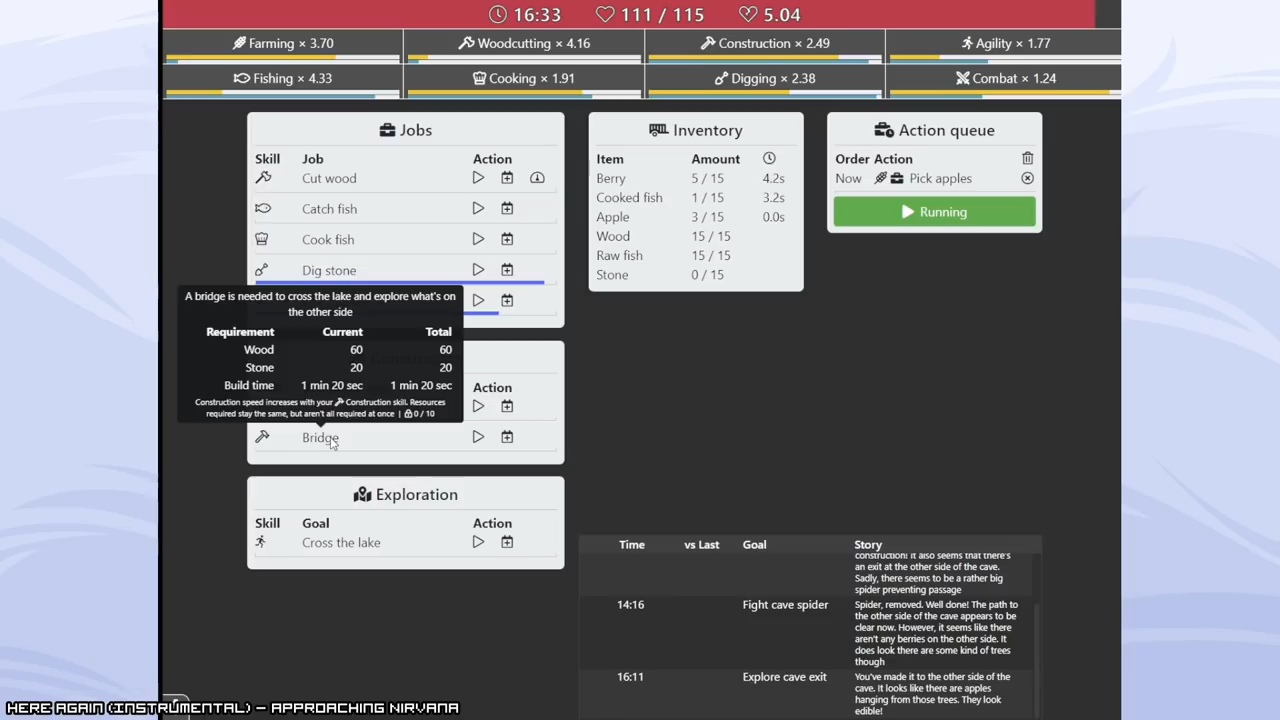 16:33 111 / 115 5.04
Farming × 3.70 Woodcutting × 4.16 Construction × 2.49 Agility × 1.77
Fishing × 4.33 Cooking × 1.91 Digging × 2.38 Combat × 1.24
Jobs
Skill Job Action
Cut wood
Catch fish
Cook fish
Dig stone
A bridge is needed to cross the lake and explore what's on
the other side
Requirement Current Total
Wood 60 60
Stone 20 20
Build time 1 min 20 sec 1 min 20 sec
Construction speed increases with your Construction skill. Resources
required stay the same, but aren't all required at once | 0 / 10
Action
Bridge
Exploration
Skill Goal Action
Cross the lake
Inventory
Item Amount
Berry 5 / 15 4.2s
Cooked fish 1 / 15 3.2s
Apple 3 / 15 0.0s
Wood 15 / 15
Raw fish 15 / 15
Stone 0 / 15
Action queue
Order Action
Now Pick apples
Running
Time vs Last Goal Story
construction! It also seems that there's
an exit at the other side of the cave.
Sadly, there seems to be a rather big
spider preventing passage
14:16 Fight cave spider Spider, removed. Well done! The path to
the other side of the cave appears to be
clear now. However, it seems like there
aren't any berries on the other side. It
does look there are some kind of trees
though
16:11 Explore cave exit You've made it to the other side of the
cave. It looks like there are apples
hanging from those trees. They look
edible!
HERE AGAIN (INSTRUMENTAL) – APPROACHING NIRVANA